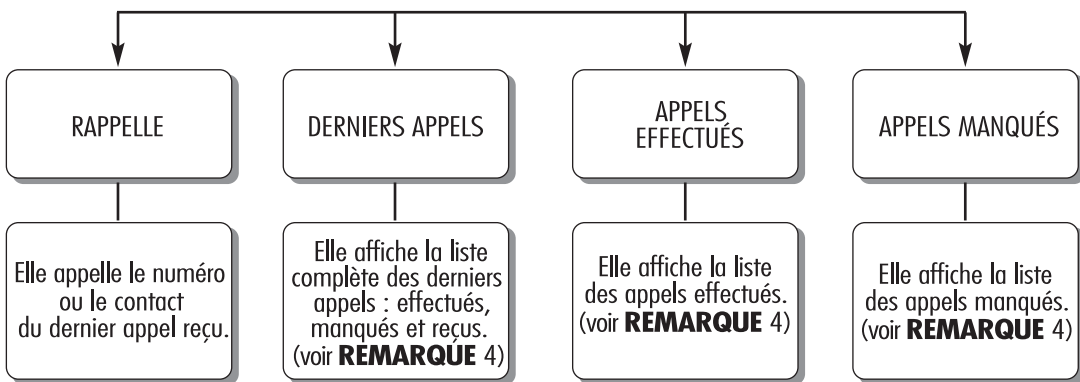 RAPPELLE
DERNIERS APPELS
APPELS
EFFECTUÉS
APPELS MANQUÉS
Elle appelle le numéro
ou le contact
du dernier appel reçu.
Elle affiche la liste
complète des derniers
appels : effectués,
manqués et reçus.
(voir REMARQUE 4)
Elle affiche la liste
des appels effectués.
(voir REMARQUE 4)
Elle affiche la liste
des appels manqués.
(voir REMARQUE 4)